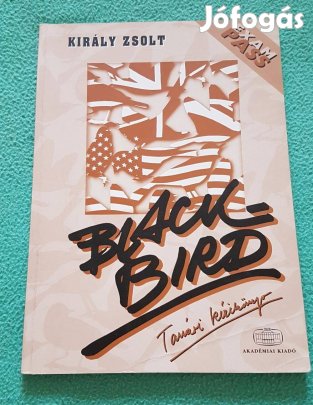 Jófogás
KIRÁLY ZSOLT
EXAM
PASS
BLACK=
BIRD
Tanári kézikönyv
AKADÉMIAI KIADÓ